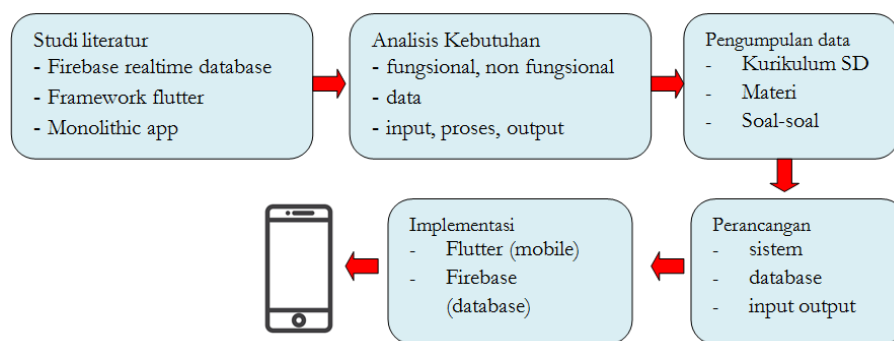 Studi literatur
- Firebase realtime database
- Framework flutter
- Monolithic app
Analisis Kebutuhan
- fungsional, non fungsional
- data
- input, proses, output
Pengumpulan data
- Kurikulum SD
- Materi
- Soal-soal
Perancangan
- sistem
- database
- input output
Implementasi
- Flutter (mobile)
- Firebase
(database)